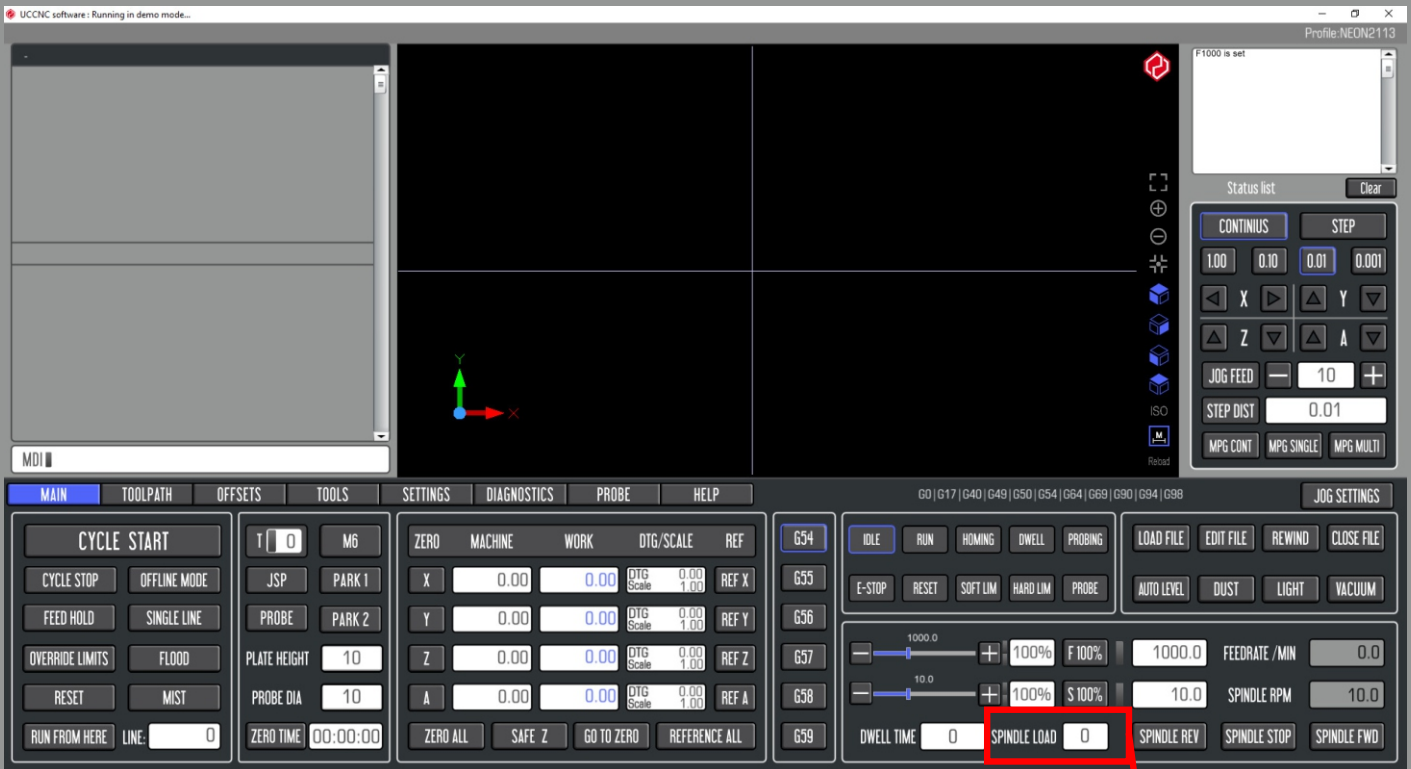 UCCNC software : Running in demo mode...
Profile:NEON2113
-
F1000 is set
Status list Clear
CONTINIUS STEP
1.00 0.10 0.01 0.001
X Y
Z A
JOG FEED 10
STEP DIST 0.01
MPG CONT MPG SINGLE MPG MULTI
Y
X
ISO
M
Reload
MDI
MAIN TOOLPATH OFFSETS TOOLS SETTINGS DIAGNOSTICS PROBE HELP
G0|G17|G40|G49|G50|G54|G64|G69|G90|G94|G98
JOG SETTINGS
CYCLE START
CYCLE STOP OFFLINE MODE
FEED HOLD SINGLE LINE
OVERRIDE LIMITS FLOOD
RESET MIST
RUN FROM HERE LINE: 0
T 0 M6
JSP PARK 1
PROBE PARK 2
PLATE HEIGHT 10
PROBE DIA 10
ZERO TIME 00:00:00
ZERO MACHINE WORK DTG/SCALE REF
X 0.00 0.00 DTG 0.00 Scale 1.00 REF X
Y 0.00 0.00 DTG 0.00 Scale 1.00 REF Y
Z 0.00 0.00 DTG 0.00 Scale 1.00 REF Z
A 0.00 0.00 DTG 0.00 Scale 1.00 REF A
ZERO ALL SAFE Z GO TO ZERO REFERENCE ALL
G54
G55
G56
G57
G58
G59
IDLE RUN HOMING DWELL PROBING
E-STOP RESET SOFT LIM HARD LIM PROBE
LOAD FILE EDIT FILE REWIND CLOSE FILE
AUTO LEVEL DUST LIGHT VACUUM
1000.0
100% F 100% 1000.0 FEEDRATE /MIN 0.0
10.0
100% S 100% 10.0 SPINDLE RPM 10.0
DWELL TIME 0 SPINDLE LOAD 0 SPINDLE REV SPINDLE STOP SPINDLE FWD